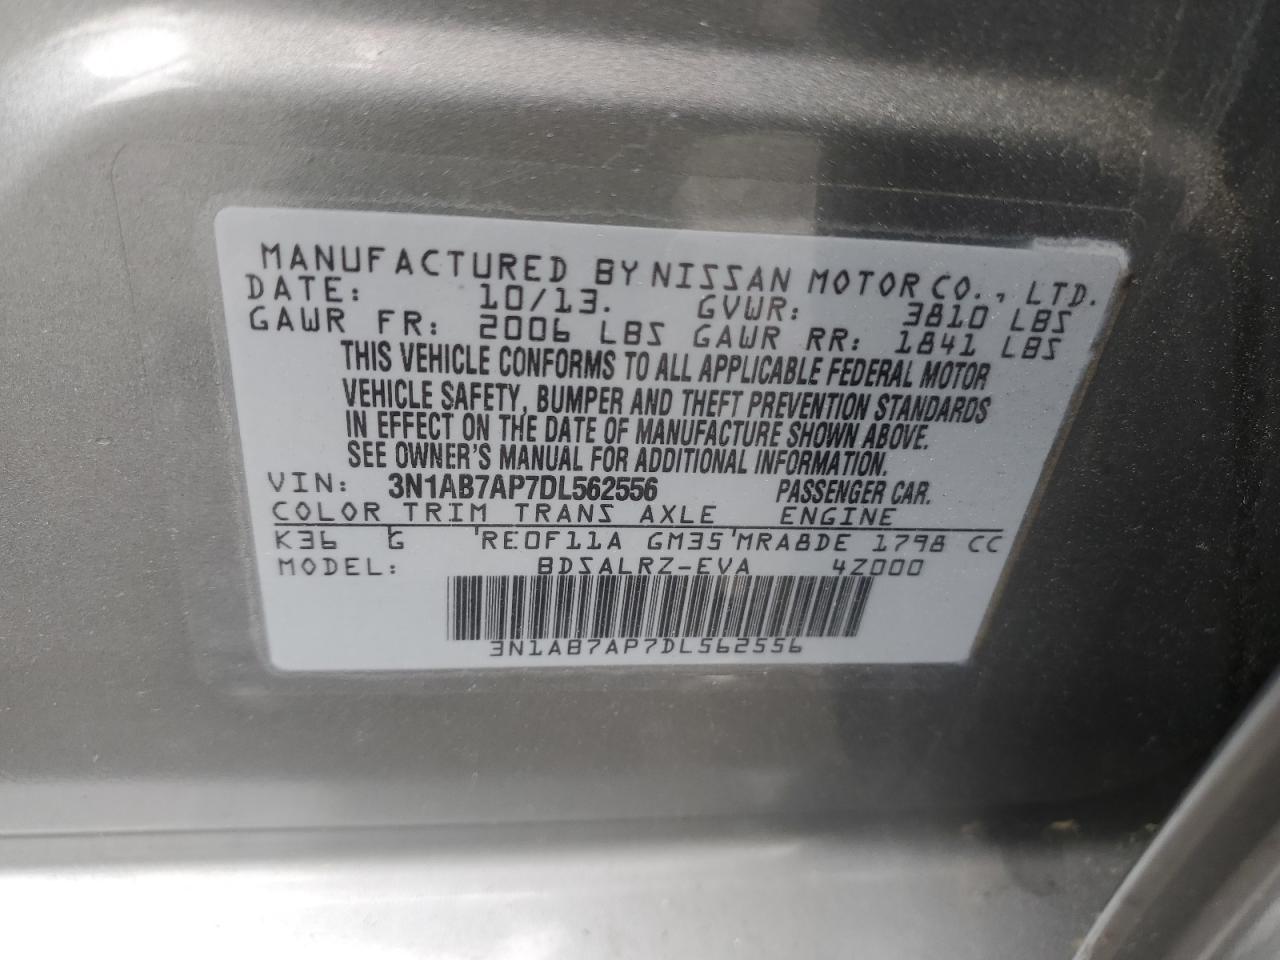 MANUFACTURED BY NISSAN MOTOR CO., LTD.
DATE: 10/13. GVWR: 3810 LBS
GAWR FR: 2006 LBS GAWR RR: 1841 LBS
THIS VEHICLE CONFORMS TO ALL APPLICABLE FEDERAL MOTOR
VEHICLE SAFETY, BUMPER AND THEFT PREVENTION STANDARDS
IN EFFECT ON THE DATE OF MANUFACTURE SHOWN ABOVE.
SEE OWNER'S MANUAL FOR ADDITIONAL INFORMATION.
VIN: 3N1AB7AP7DL562556 PASSENGER CAR.
COLOR TRIM TRANS AXLE ENGINE
K36 G 'RE0F11A GM35'MRA8DE 1798 CC
MODEL: BDSALRZ-EVA 4Z000
3N1AB7AP7DL562556